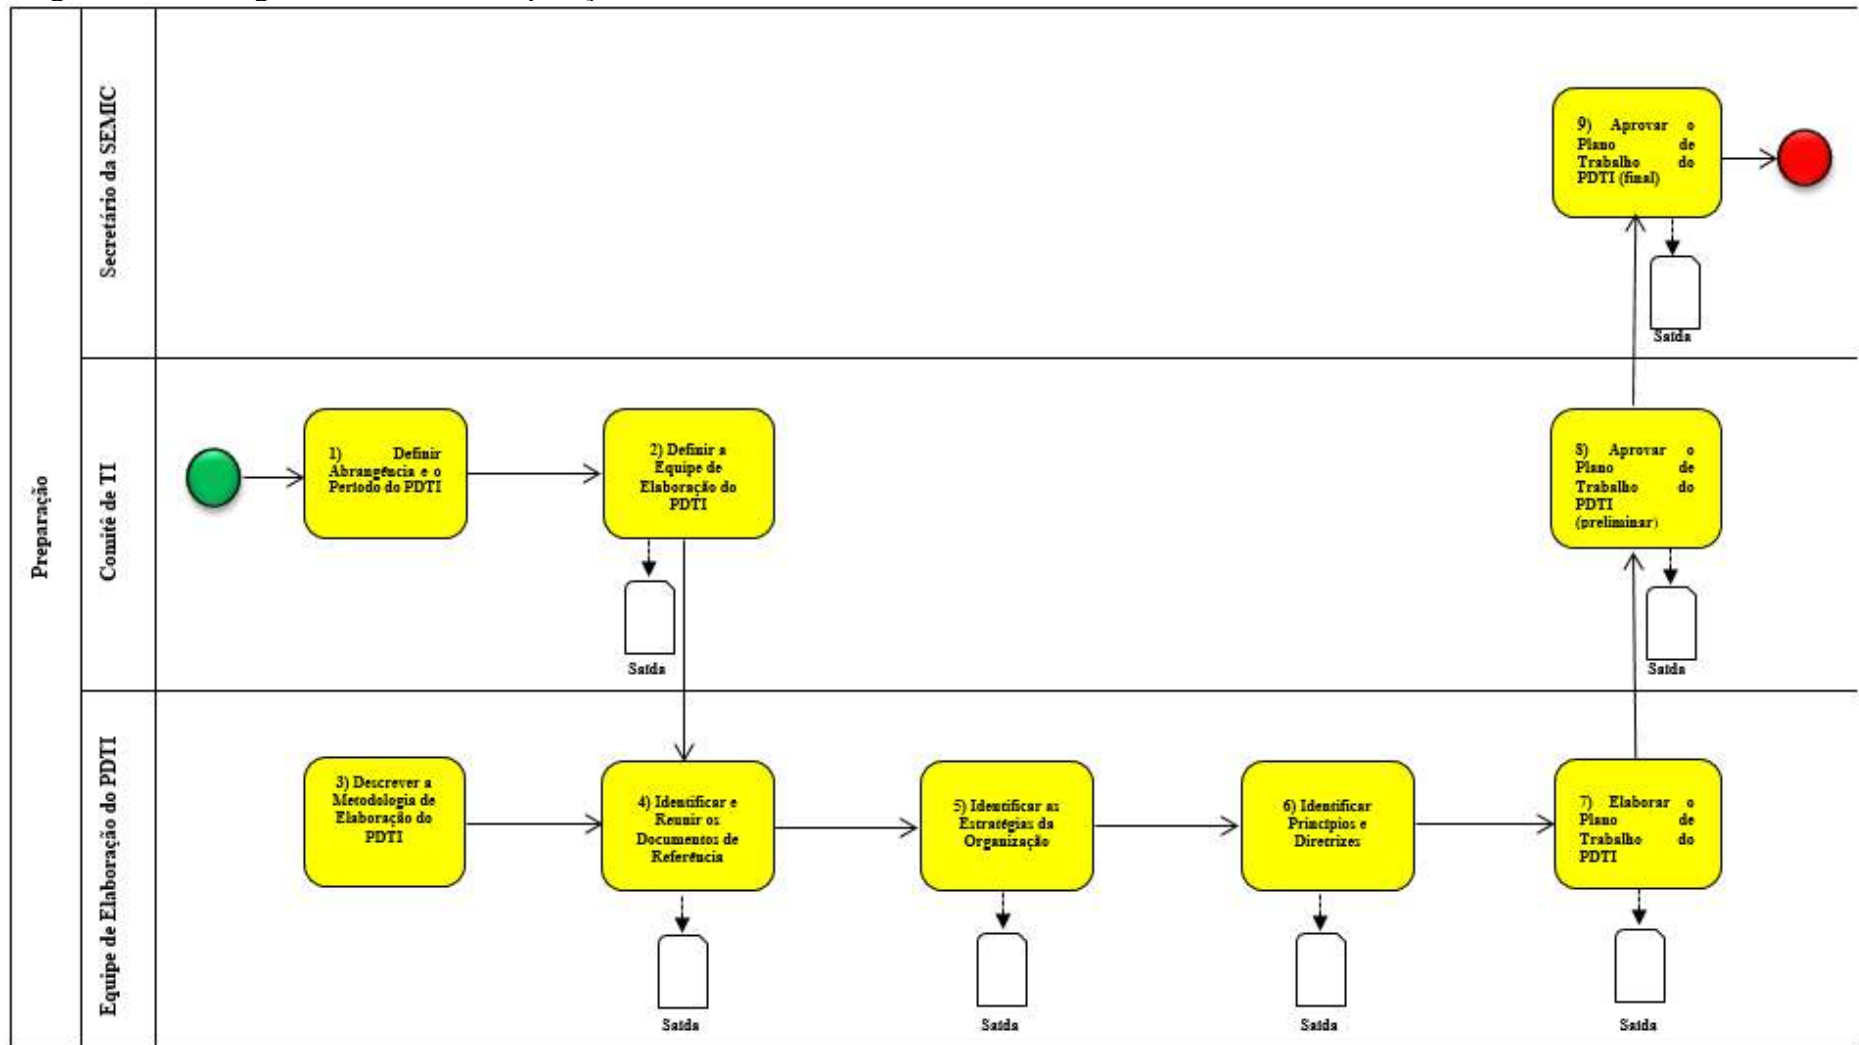 Preparação
Secretário da SEMIC
9) Aprovar o
Plano de
Trabalho do
PDTI (final)
Saída
Comitê de TI
1) Definir
Abrangência e o
Período do PDTI
2) Definir a
Equipe de
Elaboração do
PDTI
Saída
8) Aprovar o
Plano de
Trabalho do
PDTI
(preliminar)
Saída
Equipe de Elaboração do PDTI
3) Descrever a
Metodologia de
Elaboração do
PDTI
4) Identificar e
Reunir os
Documentos de
Referência
Saída
5) Identificar as
Estratégias da
Organização
Saída
6) Identificar
Princípios e
Diretrizes
Saída
7) Elaborar o
Plano de
Trabalho do
PDTI
Saída